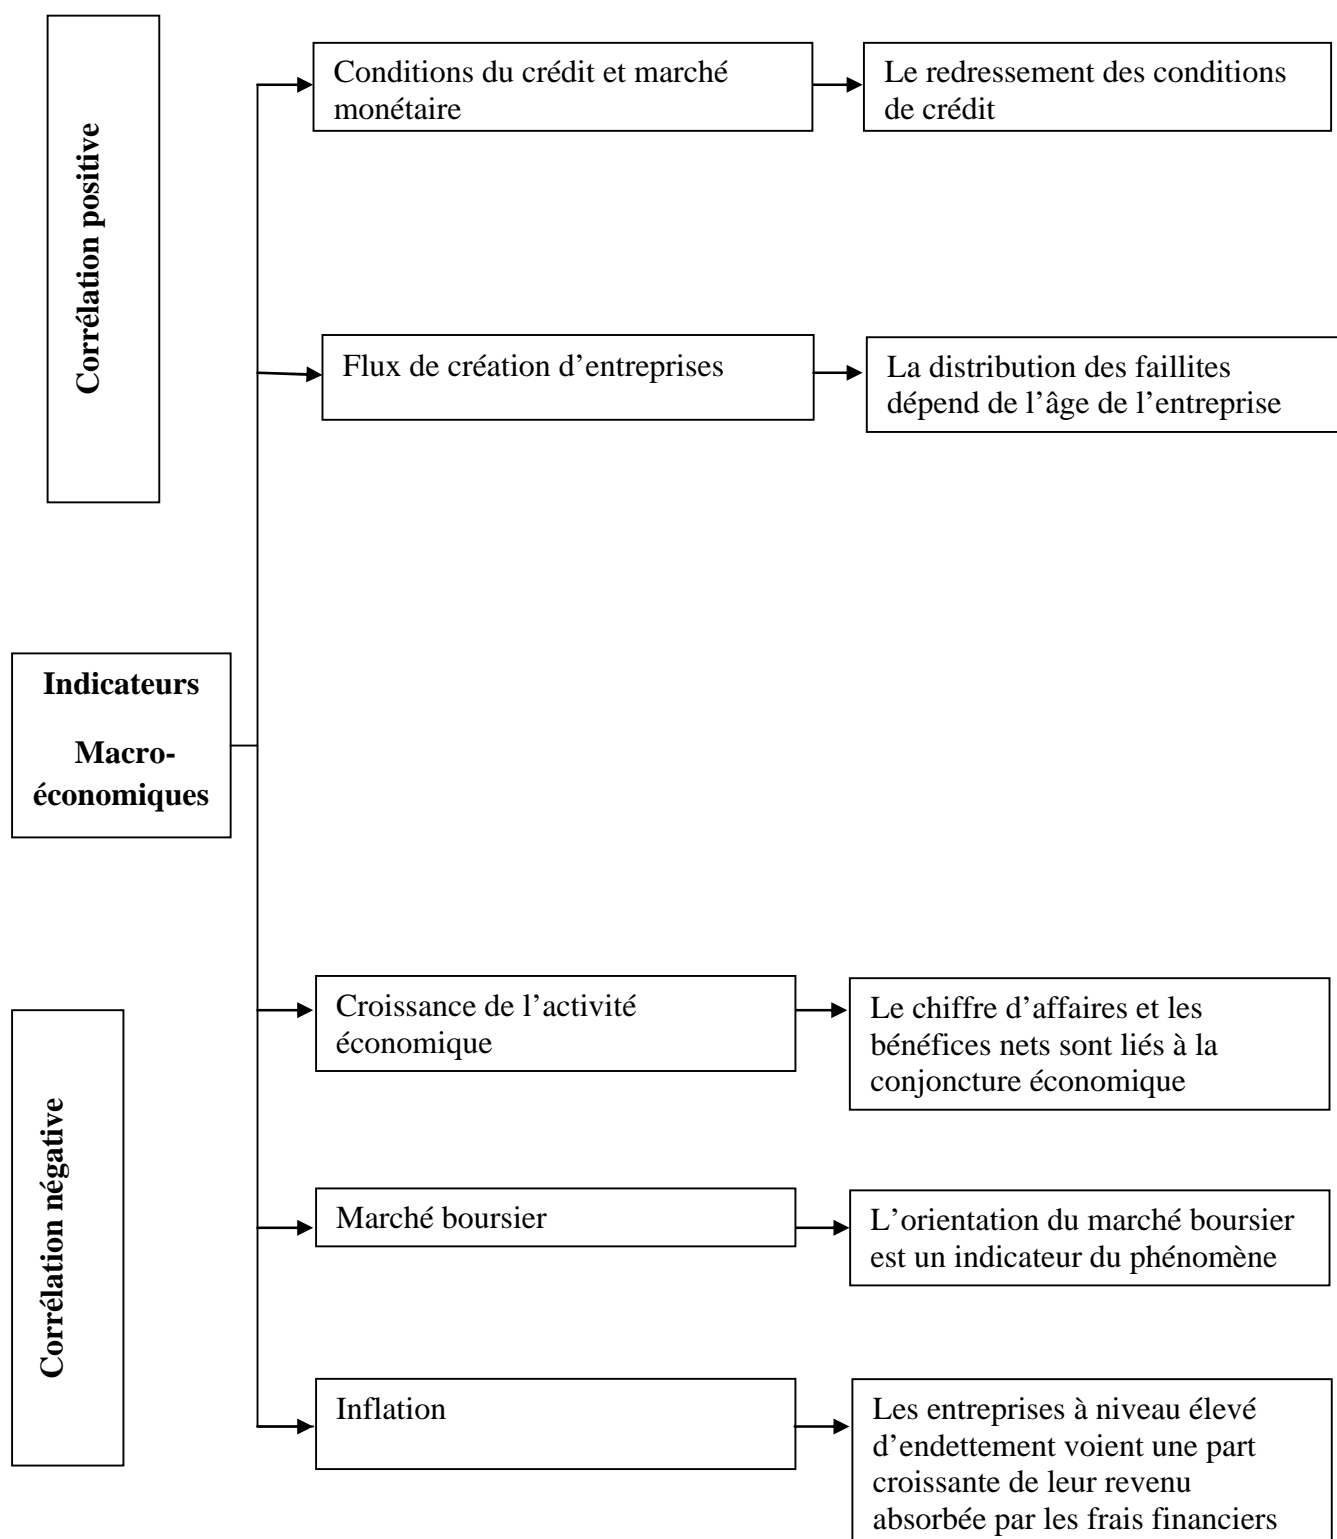 Corrélation positive
Conditions du crédit et marché
monétaire
Le redressement des conditions
de crédit
Flux de création d’entreprises
La distribution des faillites
dépend de l’âge de l’entreprise
Indicateurs
Macro-
économiques
Corrélation négative
Croissance de l’activité
économique
Le chiffre d’affaires et les
bénéfices nets sont liés à la
conjoncture économique
Marché boursier
L’orientation du marché boursier
est un indicateur du phénomène
Inflation
Les entreprises à niveau élevé
d’endettement voient une part
croissante de leur revenu
absorbée par les frais financiers